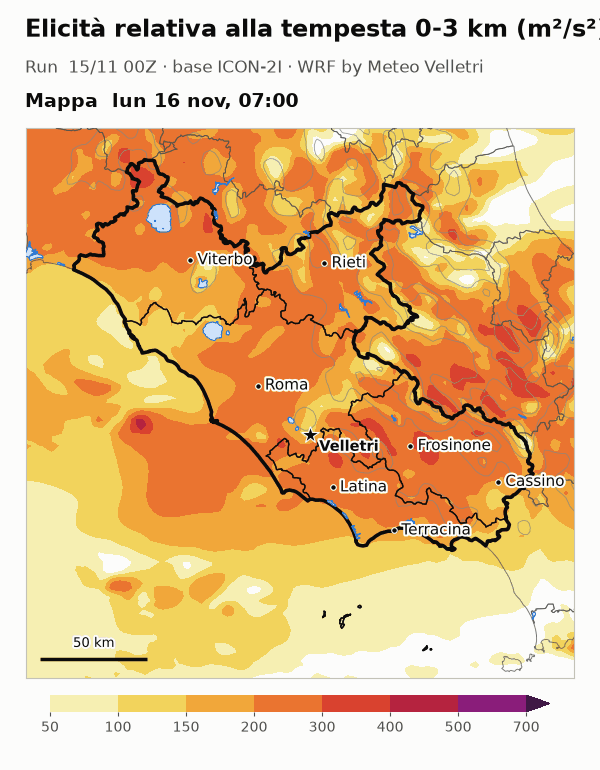 Elicità relativa alla tempesta 0-3 km (m²/s²)
Run 15/11 00Z · base ICON-2I · WRF by Meteo Velletri
Mappa lun 16 nov, 07:00
Viterbo
Rieti
Roma
Velletri
Frosinone
Latina
Cassino
Terracina
50 km
50 100 150 200 300 400 500 700